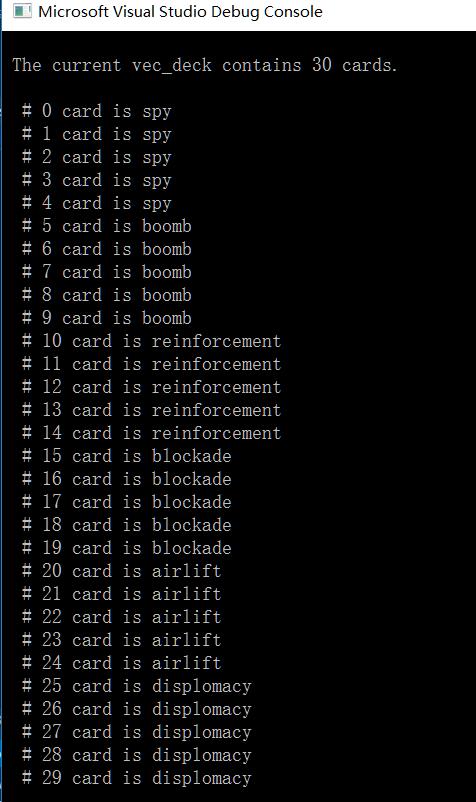 Microsoft Visual Studio Debug Console
The current vec_deck contains 30 cards.
# 0 card is spy
# 1 card is spy
# 2 card is spy
# 3 card is spy
# 4 card is spy
# 5 card is boomb
# 6 card is boomb
# 7 card is boomb
# 8 card is boomb
# 9 card is boomb
# 10 card is reinforcement
# 11 card is reinforcement
# 12 card is reinforcement
# 13 card is reinforcement
# 14 card is reinforcement
# 15 card is blockade
# 16 card is blockade
# 17 card is blockade
# 18 card is blockade
# 19 card is blockade
# 20 card is airlift
# 21 card is airlift
# 22 card is airlift
# 23 card is airlift
# 24 card is airlift
# 25 card is displomacy
# 26 card is displomacy
# 27 card is displomacy
# 28 card is displomacy
# 29 card is displomacy